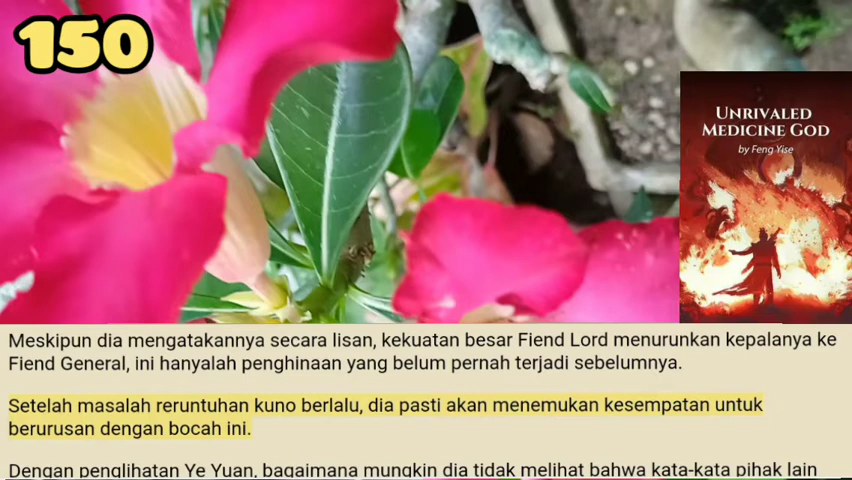 150
UNRIVALED
MEDICINE GOD
by Feng Yise
Meskipun dia mengatakannya secara lisan, kekuatan besar Fiend Lord menurunkan kepalanya ke
Fiend General, ini hanyalah penghinaan yang belum pernah terjadi sebelumnya.
Setelah masalah reruntuhan kuno berlalu, dia pasti akan menemukan kesempatan untuk
berurusan dengan bocah ini.
Dengan penglihatan Ye Yuan, bagaimana mungkin dia tidak melihat bahwa kata-kata pihak lain